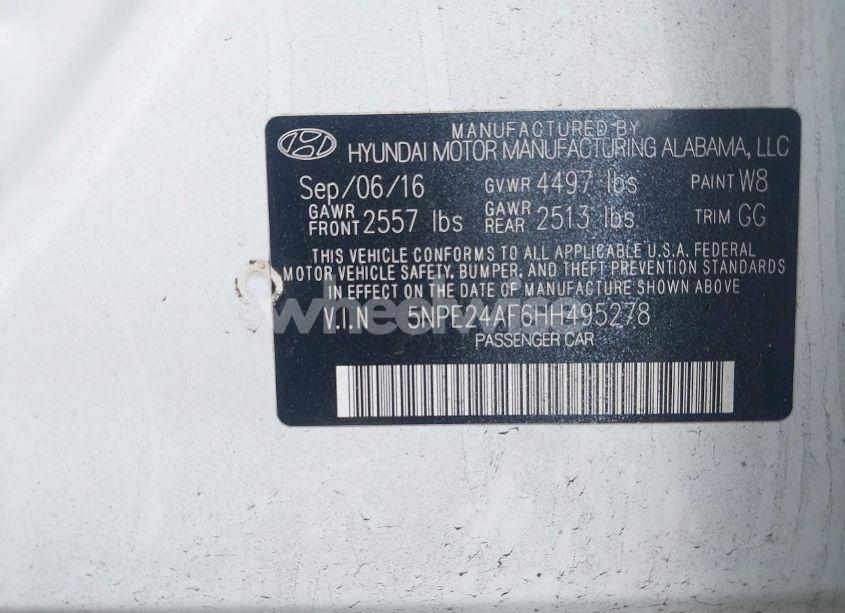 MANUFACTURED BY
HYUNDAI MOTOR MANUFACTURING ALABAMA, LLC
Sep/06/16 GVWR 4497 lbs PAINT W8
GAWR FRONT 2557 lbs GAWR REAR 2513 lbs TRIM GG
THIS VEHICLE CONFORMS TO ALL APPLICABLE U.S.A. FEDERAL
MOTOR VEHICLE SAFETY, BUMPER, AND THEFT PREVENTION STANDARDS
IN EFFECT ON THE DATE OF MANUFACTURE SHOWN ABOVE
wheelwise
V.I.N 5NPE24AF6HH495278
PASSENGER CAR